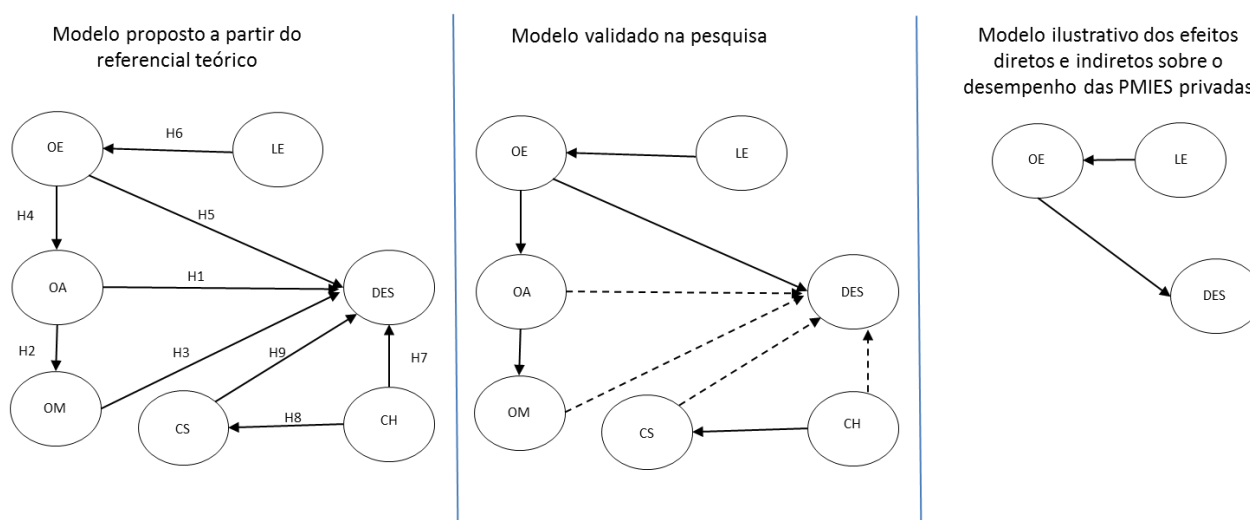 Modelo proposto a partir do
referencial teórico
OE
H6
LE
H4
H5
OA
H1
DES
H2
H3
H9
H7
OM
CS
H8
CH
Modelo validado na pesquisa
OE
LE
OA
DES
OM
CS
CH
Modelo ilustrativo dos efeitos
diretos e indiretos sobre o
desempenho das PMIES privadas
OE
LE
DES